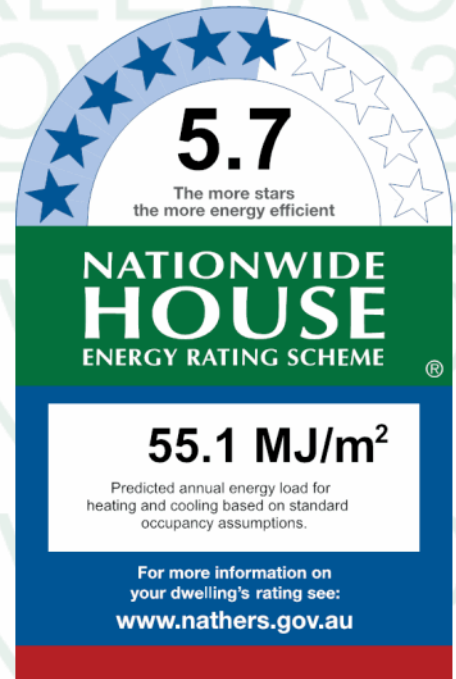 5.7
The more stars
the more energy efficient
NATIONWIDE
HOUSE
ENERGY RATING SCHEME
®
55.1 MJ/m²
Predicted annual energy load for
heating and cooling based on standard
occupancy assumptions.
For more information on
your dwelling's rating see:
www.nathers.gov.au